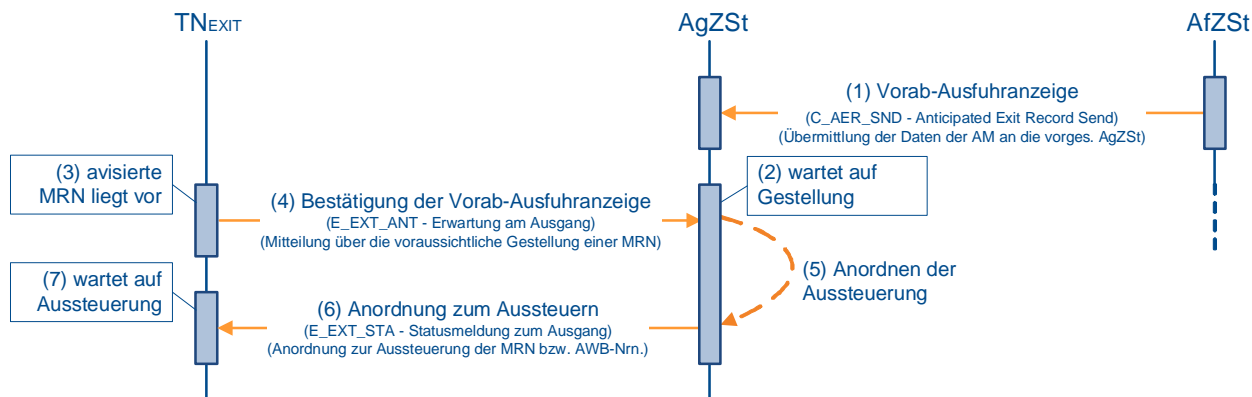 TNEXIT
AgZSt
AfZSt
(1) Vorab-Ausfuhranzeige
(C_AER_SND - Anticipated Exit Record Send)
(Übermittlung der Daten der AM an die vorges. AgZSt)
(3) avisierte
MRN liegt vor
(2) wartet auf
Gestellung
(4) Bestätigung der Vorab-Ausfuhranzeige
(E_EXT_ANT - Erwartung am Ausgang)
(Mitteilung über die voraussichtliche Gestellung einer MRN)
(5) Anordnen der
Aussteuerung
(7) wartet auf
Aussteuerung
(6) Anordnung zum Aussteuern
(E_EXT_STA - Statusmeldung zum Ausgang)
(Anordnung zur Aussteuerung der MRN bzw. AWB-Nrn.)